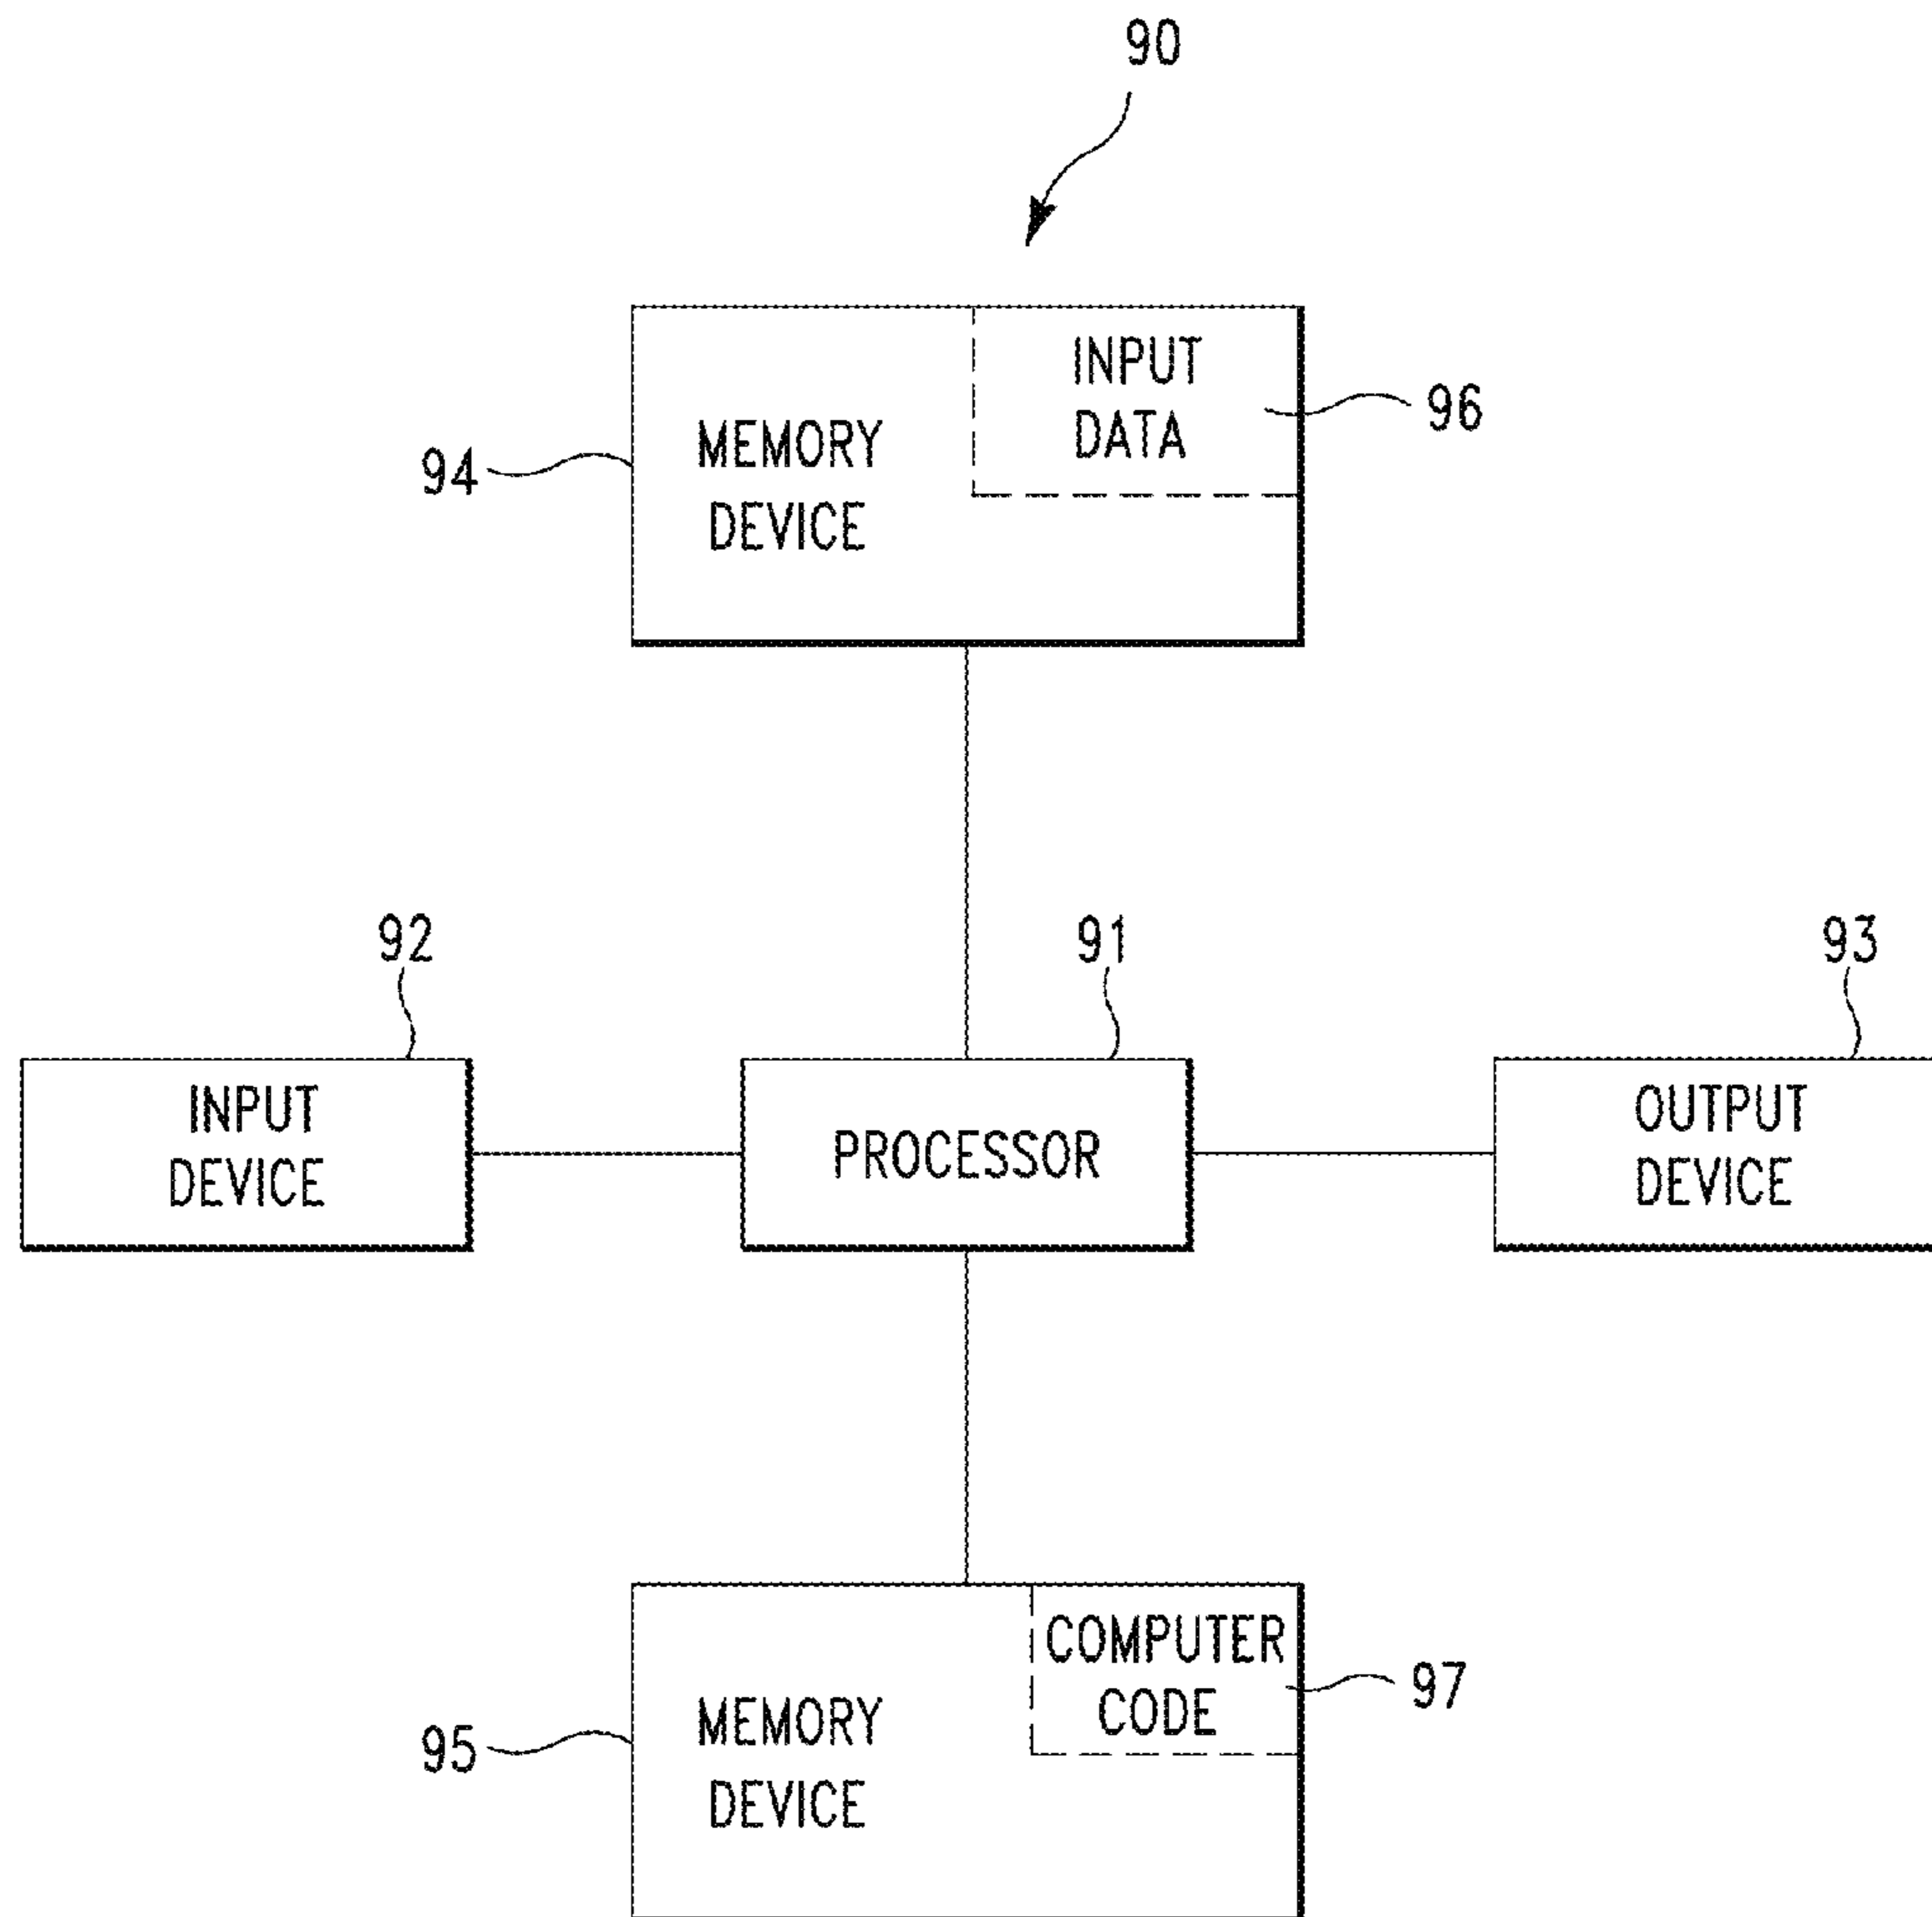 90
INPUT
DATA
96
MEMORY
DEVICE
94
92
91
93
INPUT
DEVICE
PROCESSOR
OUTPUT
DEVICE
COMPUTER
CODE
97
MEMORY
DEVICE
95